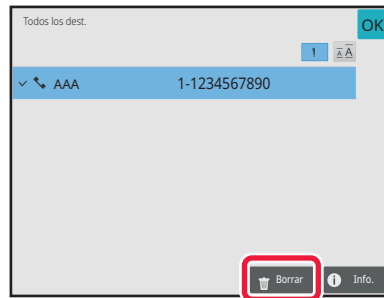 Todos los dest.
OK
1 A A
AAA 1-1234567890
Borrar i Info.